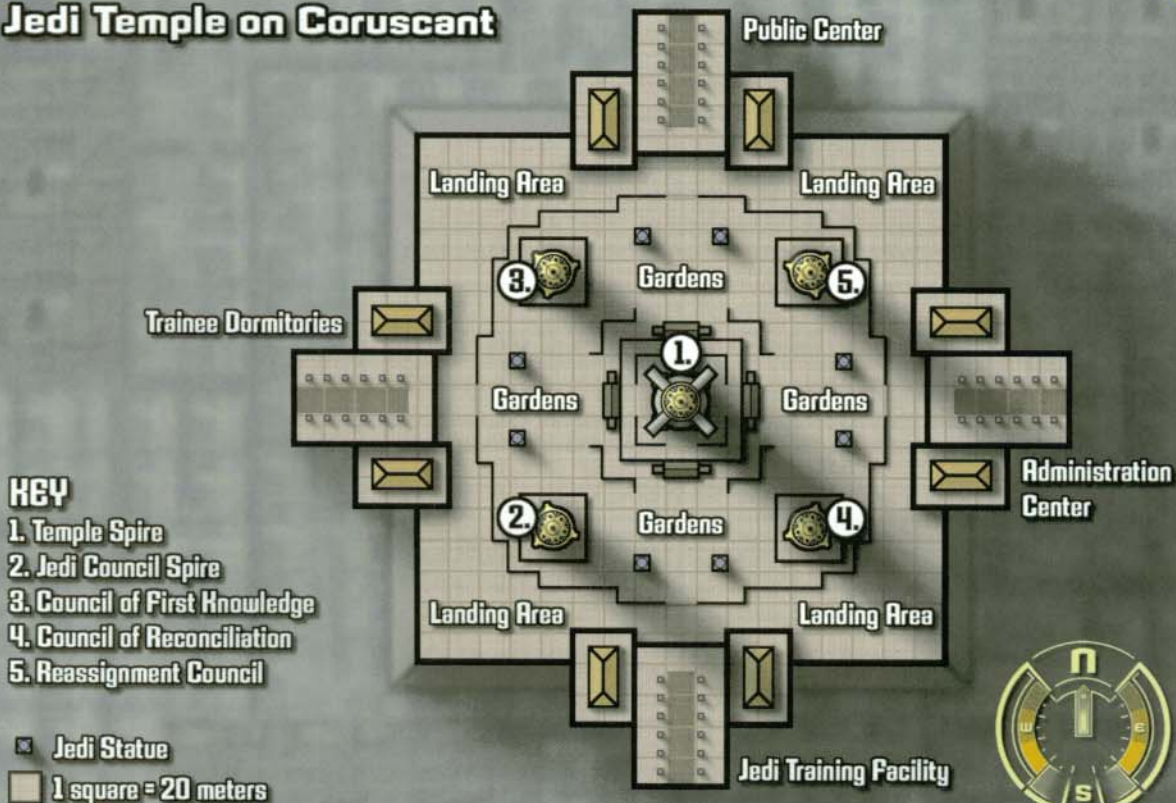 Jedi Temple on Coruscant
Public Center
Landing Area
Landing Area
3.
Gardens
5.
Trainee Dormitories
1.
Gardens
Gardens
Administration
Center
2.
Gardens
4.
Landing Area
Landing Area
Jedi Training Facility
KEY
1. Temple Spire
2. Jedi Council Spire
3. Council of First Knowledge
4. Council of Reconciliation
5. Reassignment Council
Jedi Statue
1 square = 20 meters
N
W
E
S